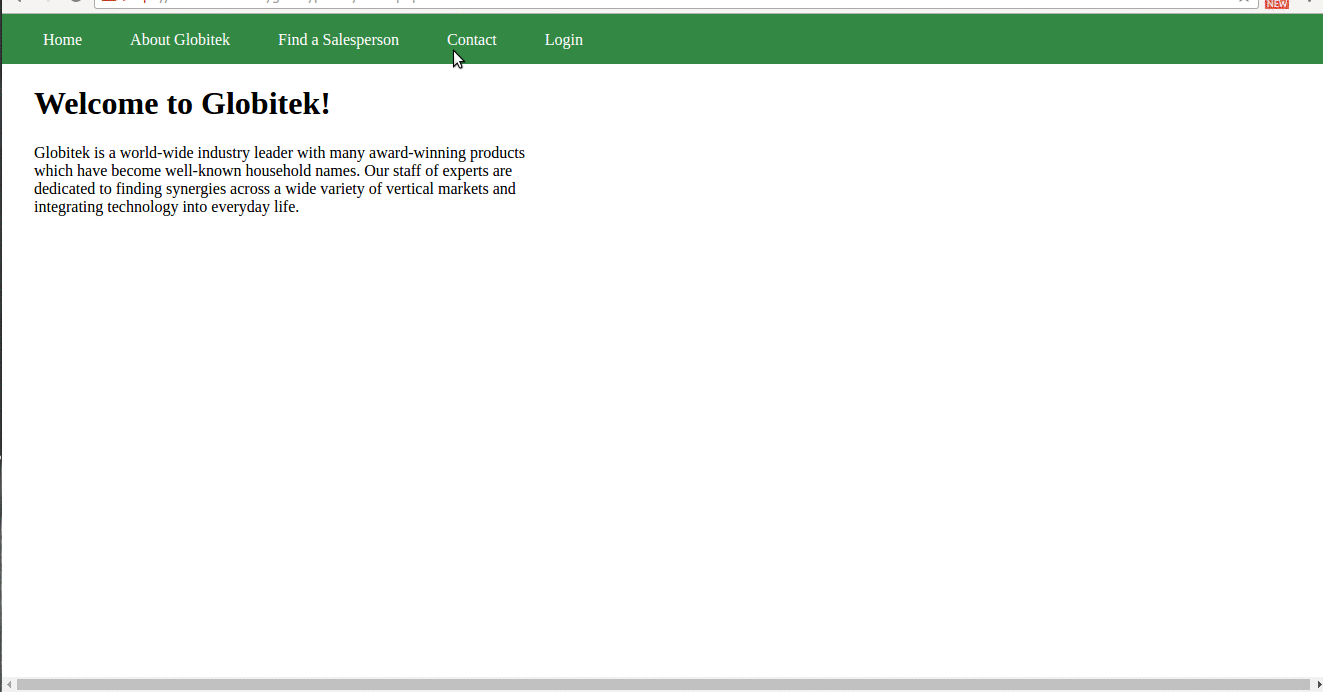 NEW
Home About Globitek Find a Salesperson Contact Login
Welcome to Globitek!
Globitek is a world-wide industry leader with many award-winning products
which have become well-known household names. Our staff of experts are
dedicated to finding synergies across a wide variety of vertical markets and
integrating technology into everyday life.